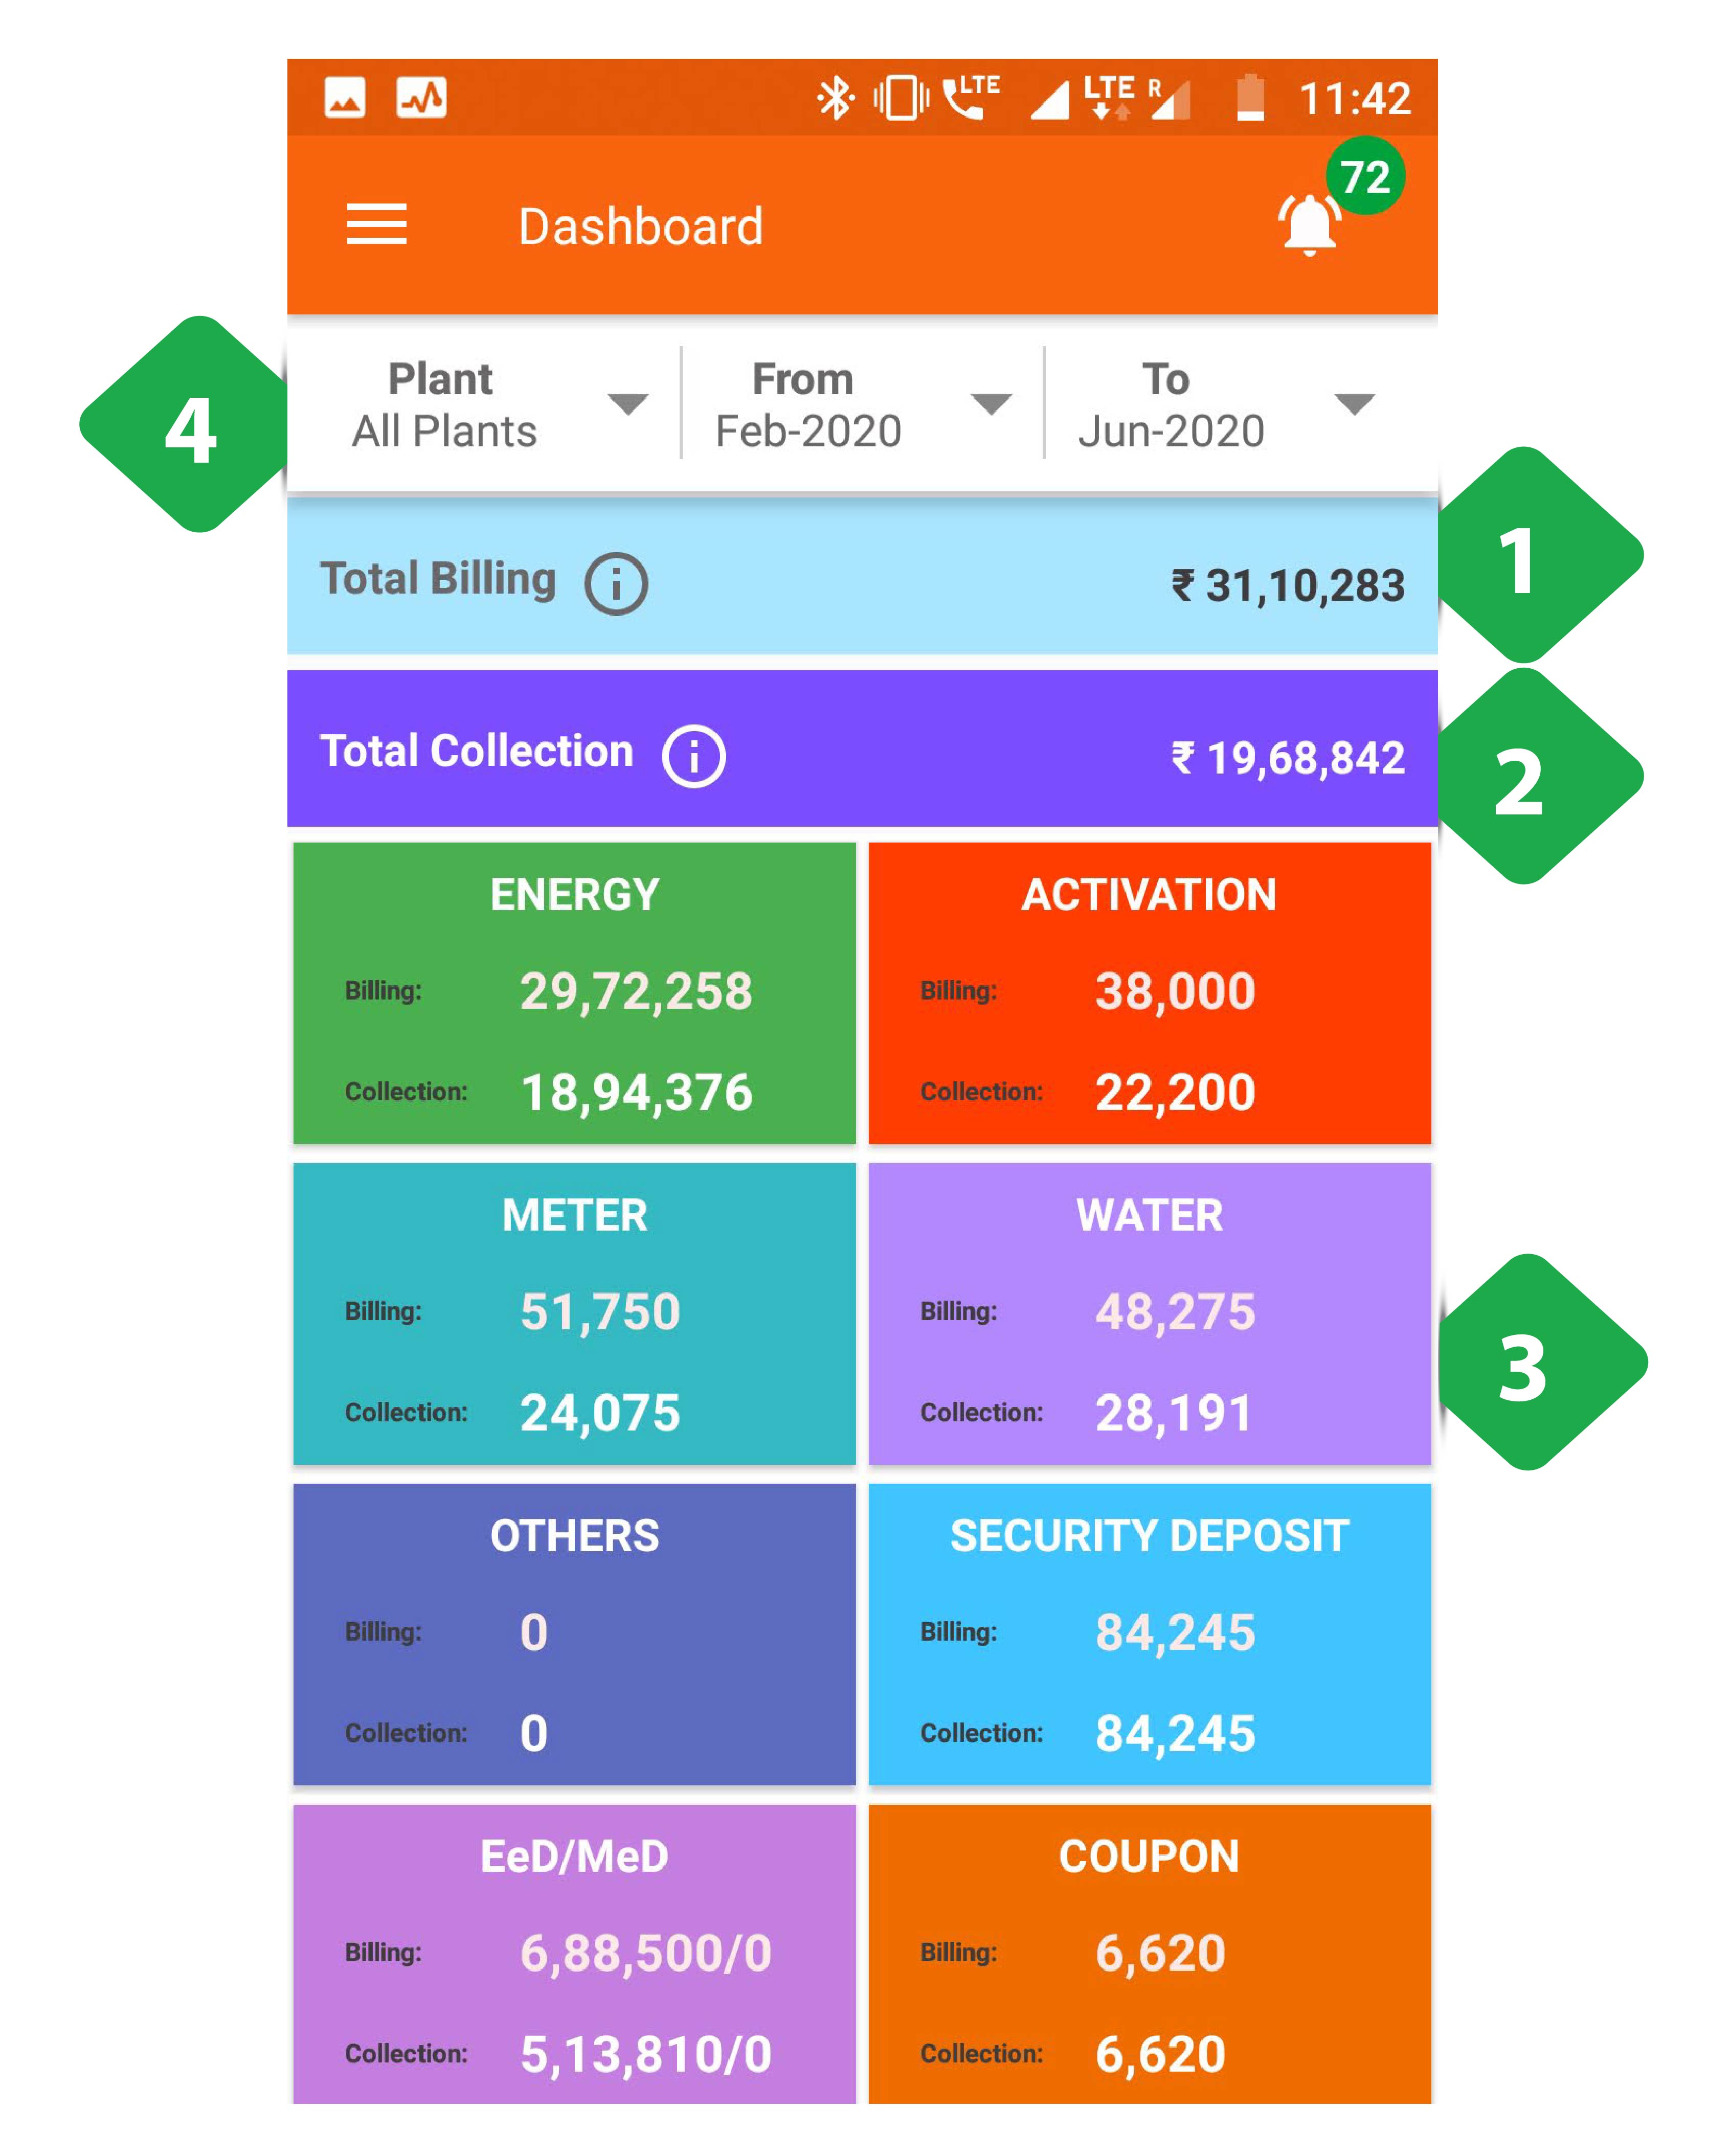 LTE LTE R 11:42
72
Dashboard
Plant From To
All Plants Feb-2020 Jun-2020
4
Total Billing i ₹ 31,10,283
1
Total Collection i ₹ 19,68,842
2
ENERGY
Billing: 29,72,258
Collection: 18,94,376
ACTIVATION
Billing: 38,000
Collection: 22,200
METER
Billing: 51,750
Collection: 24,075
WATER
Billing: 48,275
Collection: 28,191
3
OTHERS
Billing: 0
Collection: 0
SECURITY DEPOSIT
Billing: 84,245
Collection: 84,245
EeD/MeD
Billing: 6,88,500/0
Collection: 5,13,810/0
COUPON
Billing: 6,620
Collection: 6,620